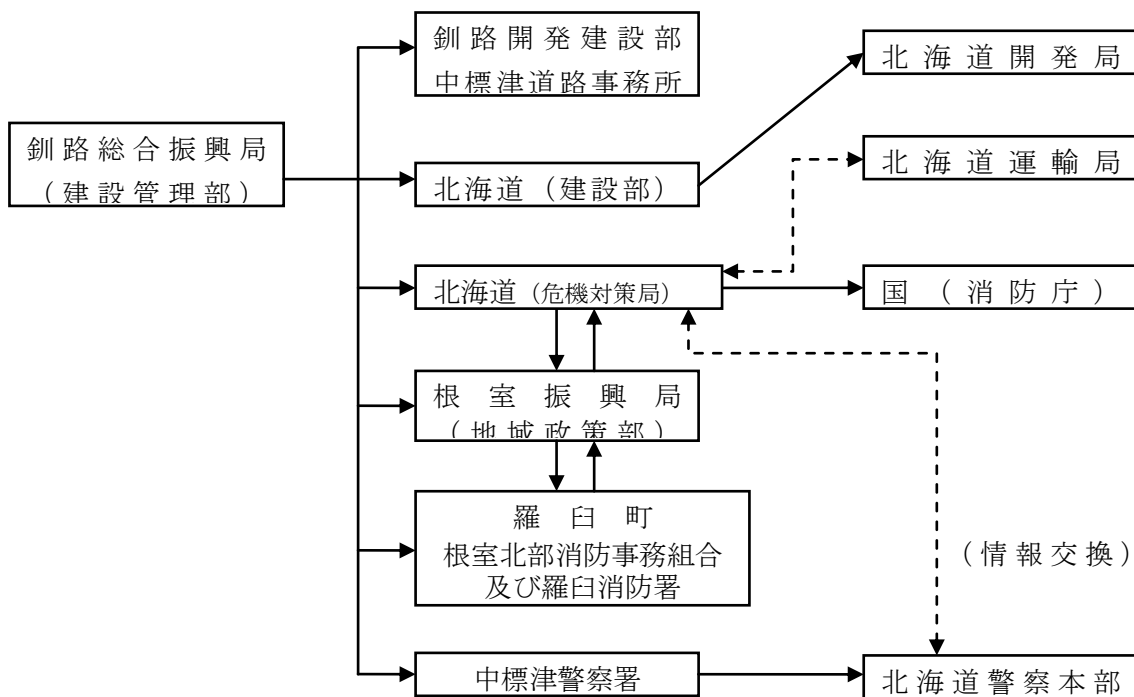 釧路開発建設部
中標津道路事務所
北海道開発局
釧路総合振興局
（建設管理部）
北海道運輸局
北海道（建設部）
北海道（危機対策局）
国（消防庁）
根室振興局
（地域政策部）
羅臼町
根室北部消防事務組合
及び羅臼消防署
（情報交換）
中標津警察署
北海道警察本部